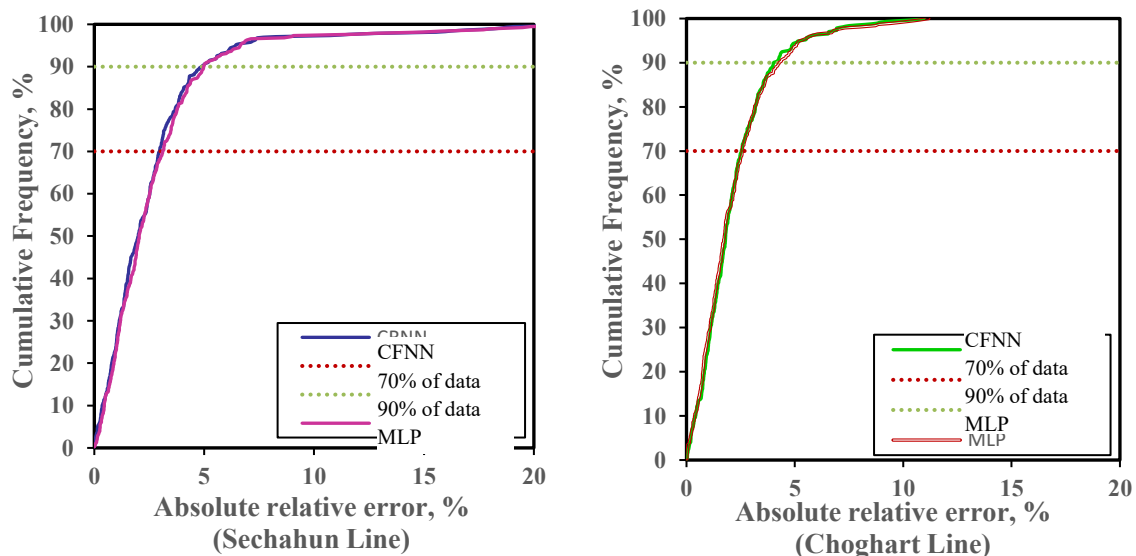 Cumulative Frequency, %
100
90
80
70
60
50
40
30
20
10
0
CFNN
70% of data
90% of data
MLP
0 5 10 15 20
Absolute relative error, %
(Sechahun Line)
Cumulative Frequency, %
100
90
80
70
60
50
40
30
20
10
0
CFNN
70% of data
90% of data
MLP
MLP
0 5 10 15 20
Absolute relative error, %
(Choghart Line)